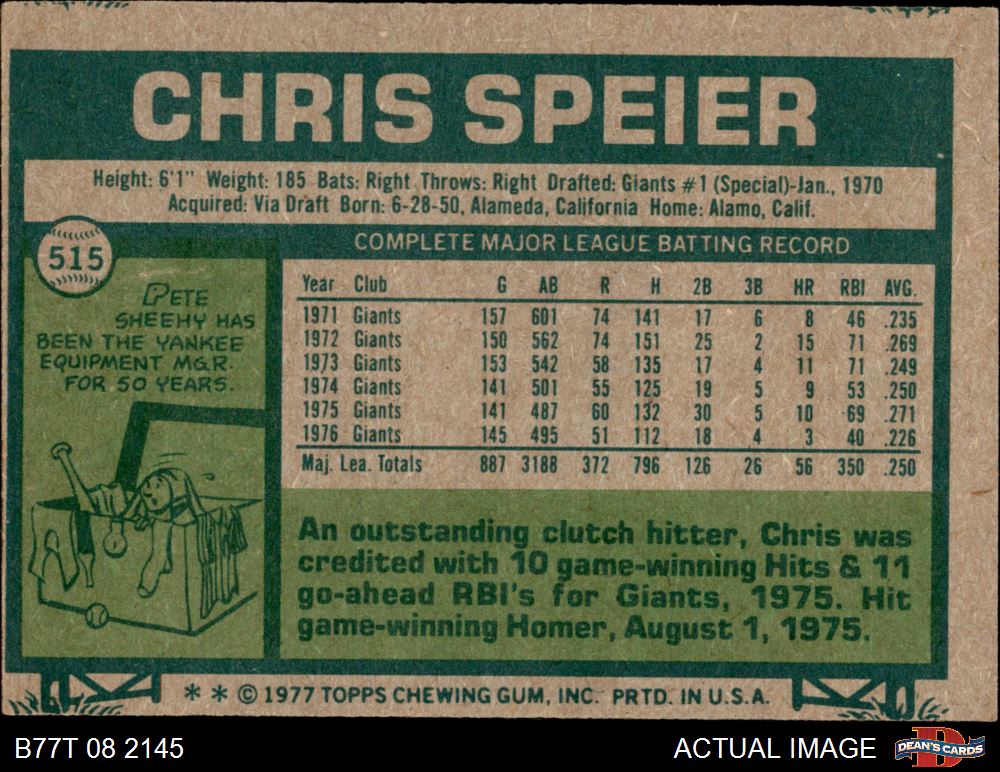 CHRIS SPEIER
Height: 6'1" Weight: 185 Bats: Right Throws: Right Drafted: Giants #1 (Special)-Jan., 1970
Acquired: Via Draft Born: 6-28-50, Alameda, California Home: Alamo, Calif.
515
PETE
SHEEHY HAS
BEEN THE YANKEE
EQUIPMENT MGR.
FOR 50 YEARS.
COMPLETE MAJOR LEAGUE BATTING RECORD
Year Club G AB R H 2B 3B HR RBI AVG.
1971 Giants 157 601 74 141 17 6 8 46 .235
1972 Giants 150 562 74 151 25 2 15 71 .269
1973 Giants 153 542 58 135 17 4 11 71 .249
1974 Giants 141 501 55 125 19 5 9 53 .250
1975 Giants 141 487 60 132 30 5 10 69 .271
1976 Giants 145 495 51 112 18 4 3 40 .226
Maj. Lea. Totals 887 3188 372 796 126 26 56 350 .250
An outstanding clutch hitter, Chris was
credited with 10 game-winning Hits & 11
go-ahead RBI's for Giants, 1975. Hit
game-winning Homer, August 1, 1975.
* * © 1977 TOPPS CHEWING GUM, INC. PRTD. IN U.S.A.
B77T 08 2145
ACTUAL IMAGE
DEAN'S CARDS